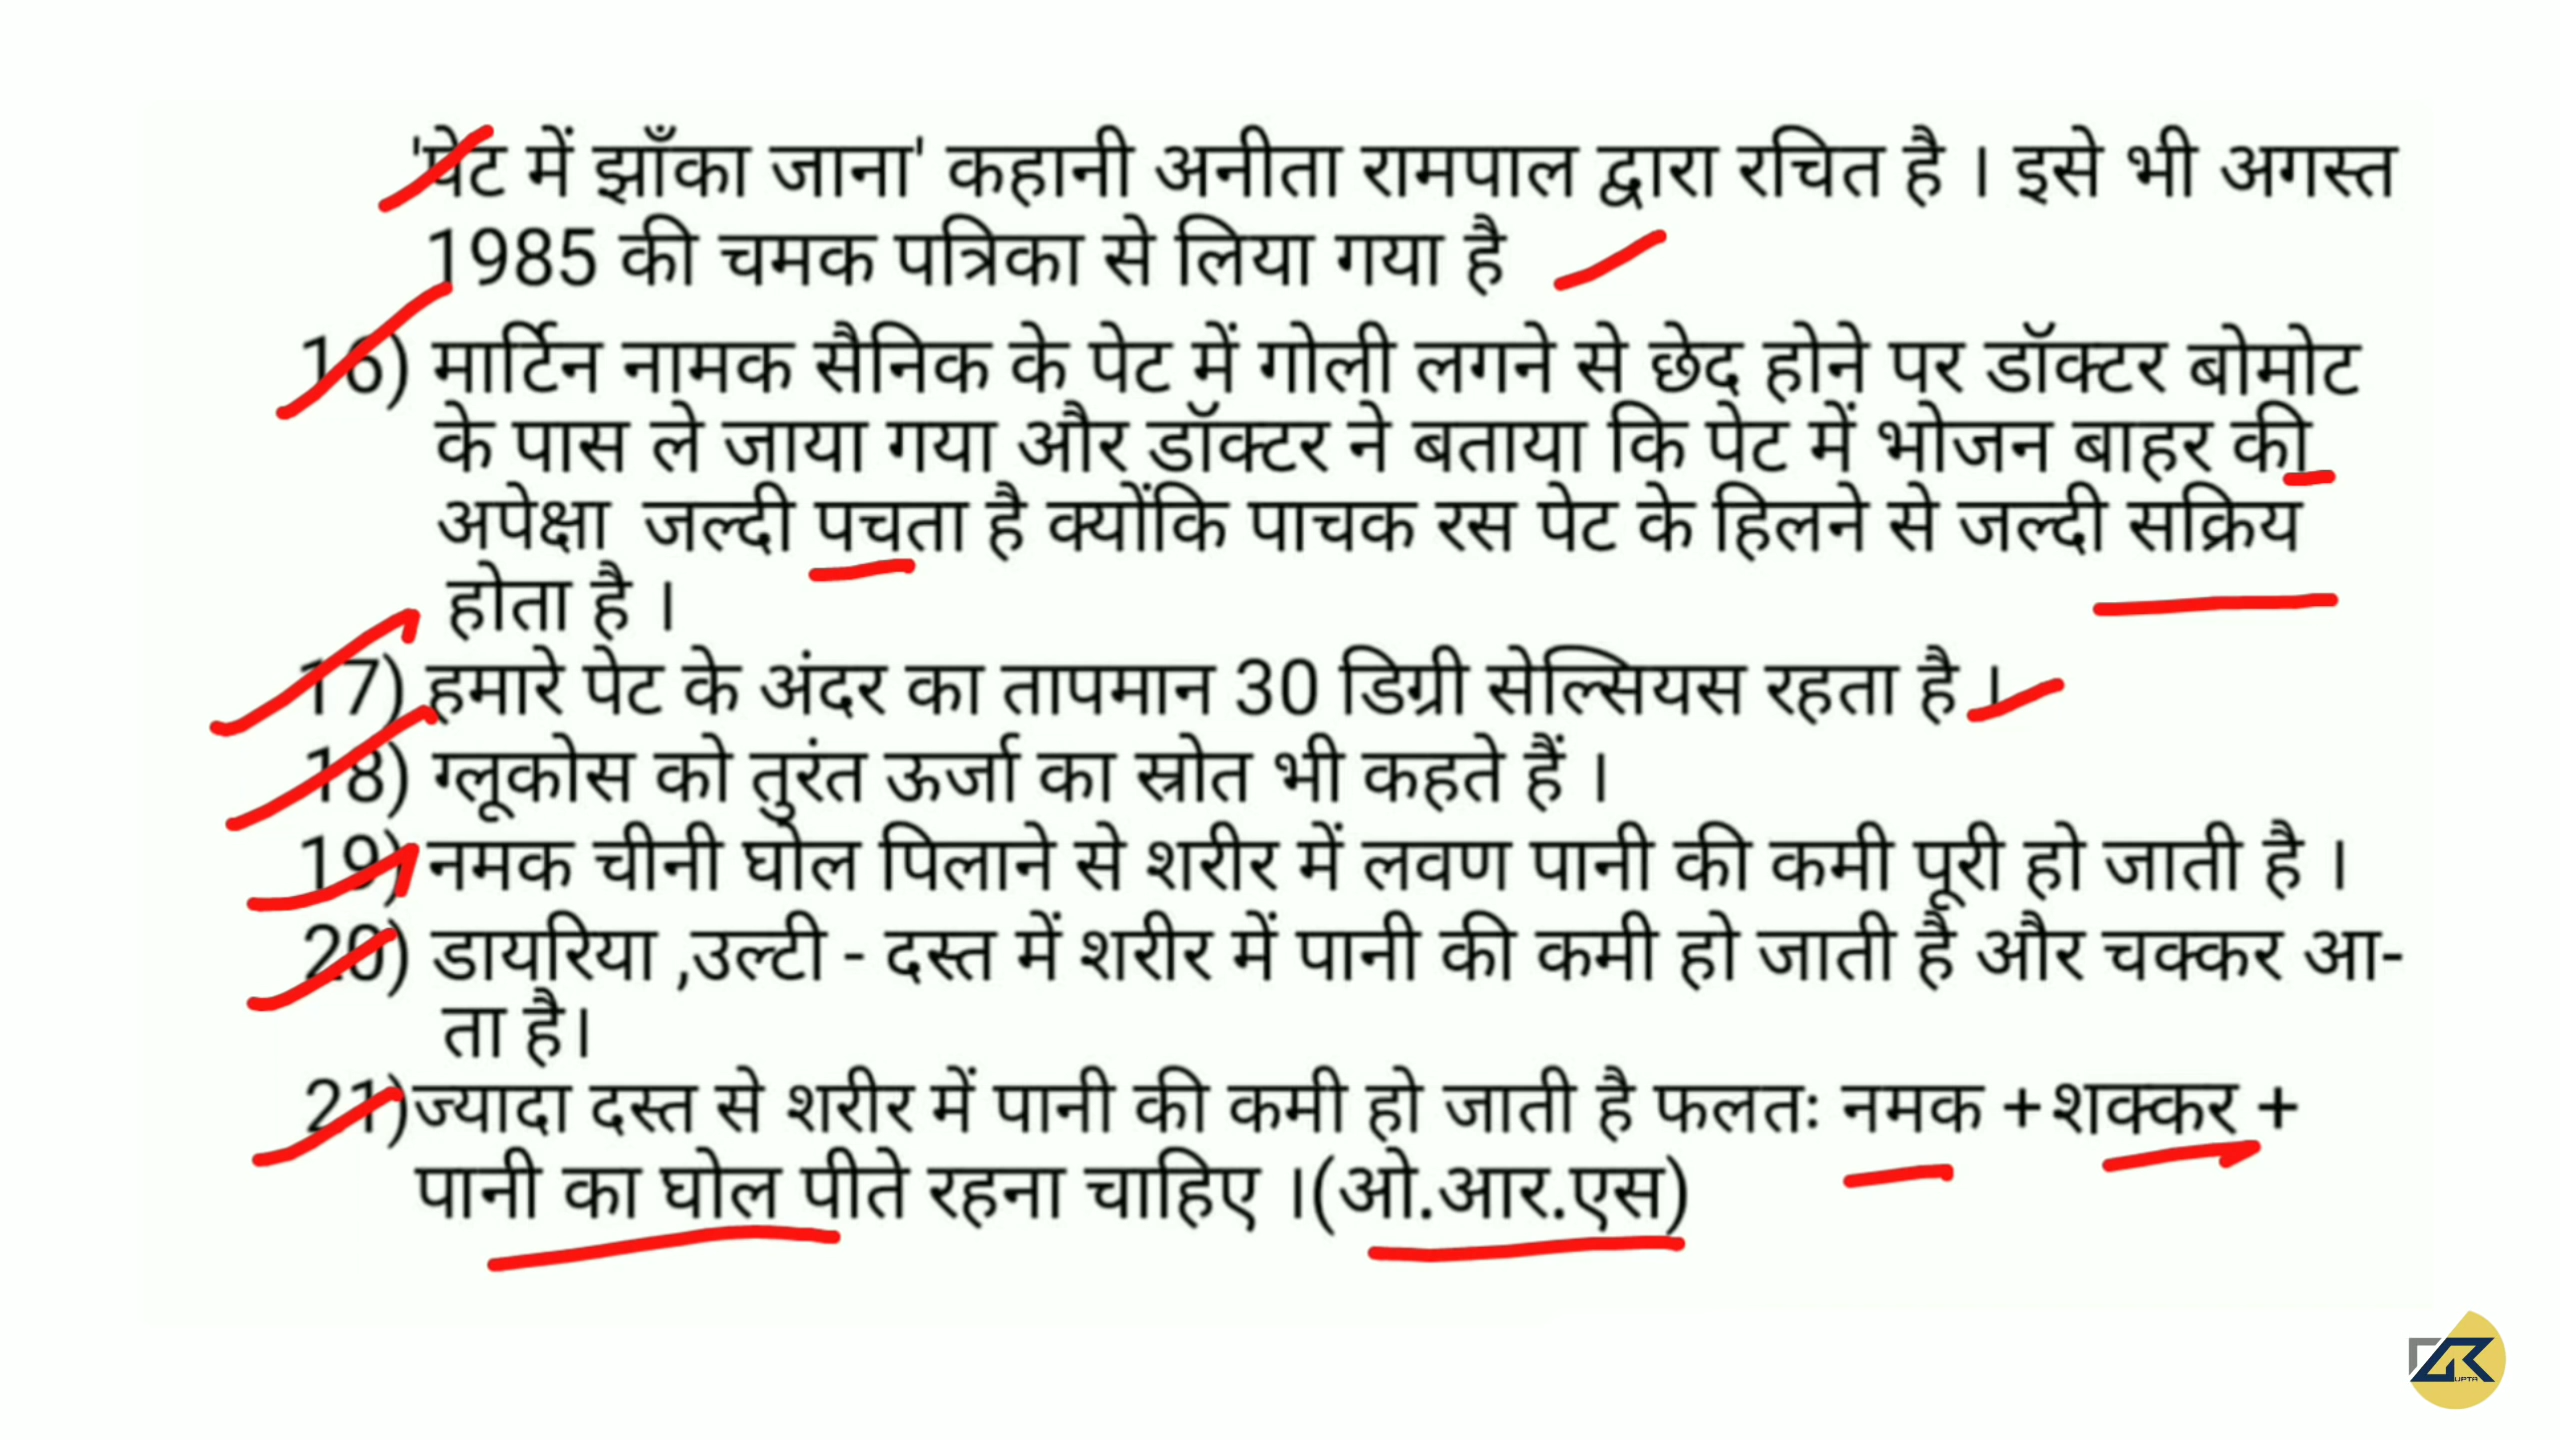 'पेट में झाँका जाना' कहानी अनीता रामपाल द्वारा रचित है । इसे भी अगस्त
1985 की चमक पत्रिका से लिया गया है
16) मार्टिन नामक सैनिक के पेट में गोली लगने से छेद होने पर डॉक्टर बोमोट
के पास ले जाया गया और डॉक्टर ने बताया कि पेट में भोजन बाहर की
अपेक्षा जल्दी पचता है क्योंकि पाचक रस पेट के हिलने से जल्दी सक्रिय
होता है ।
17) हमारे पेट के अंदर का तापमान 30 डिग्री सेल्सियस रहता है ।
18) ग्लूकोस को तुरंत ऊर्जा का स्रोत भी कहते हैं ।
19) नमक चीनी घोल पिलाने से शरीर में लवण पानी की कमी पूरी हो जाती है ।
20) डायरिया ,उल्टी - दस्त में शरीर में पानी की कमी हो जाती है और चक्कर आ-
ता है।
21)ज्यादा दस्त से शरीर में पानी की कमी हो जाती है फलतः नमक +शक्कर +
पानी का घोल पीते रहना चाहिए ।(ओ.आर.एस)
UPTA